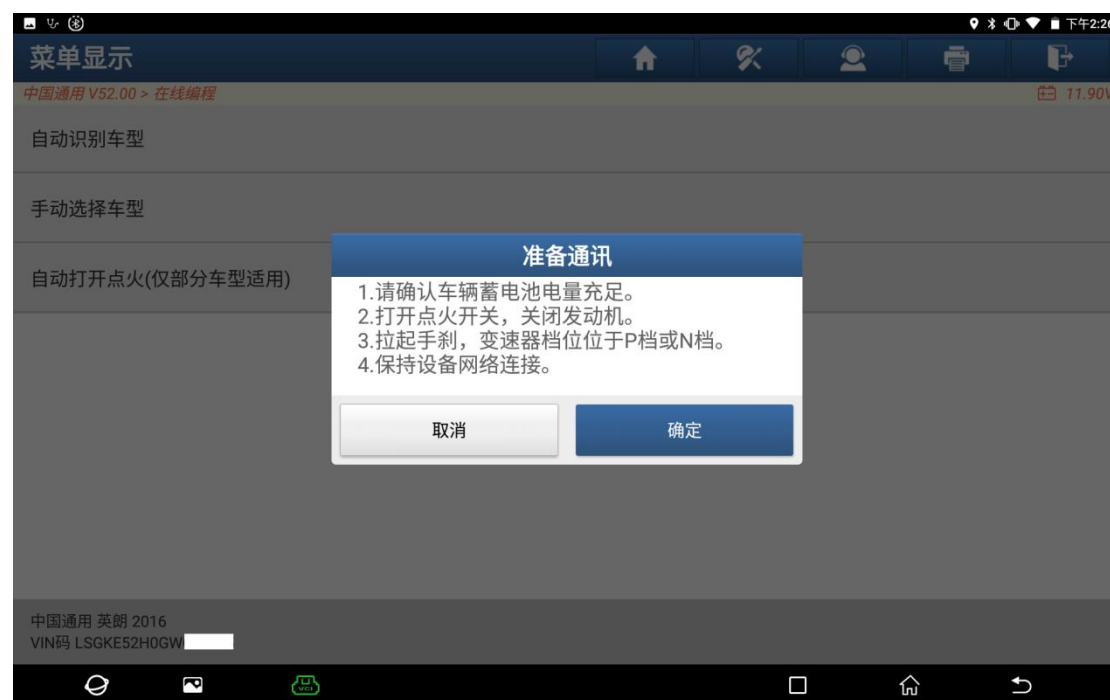 下午2:26
菜单显示
中国通用 V52.00 > 在线编程
11.90V
自动识别车型
手动选择车型
自动打开点火(仅部分车型适用)
准备通讯
1.请确认车辆蓄电池电量充足。
2.打开点火开关，关闭发动机。
3.拉起手刹，变速器档位位于P档或N档。
4.保持设备网络连接。
取消
确定
中国通用 英朗 2016
VIN码 LSGKE52H0GW
VCI